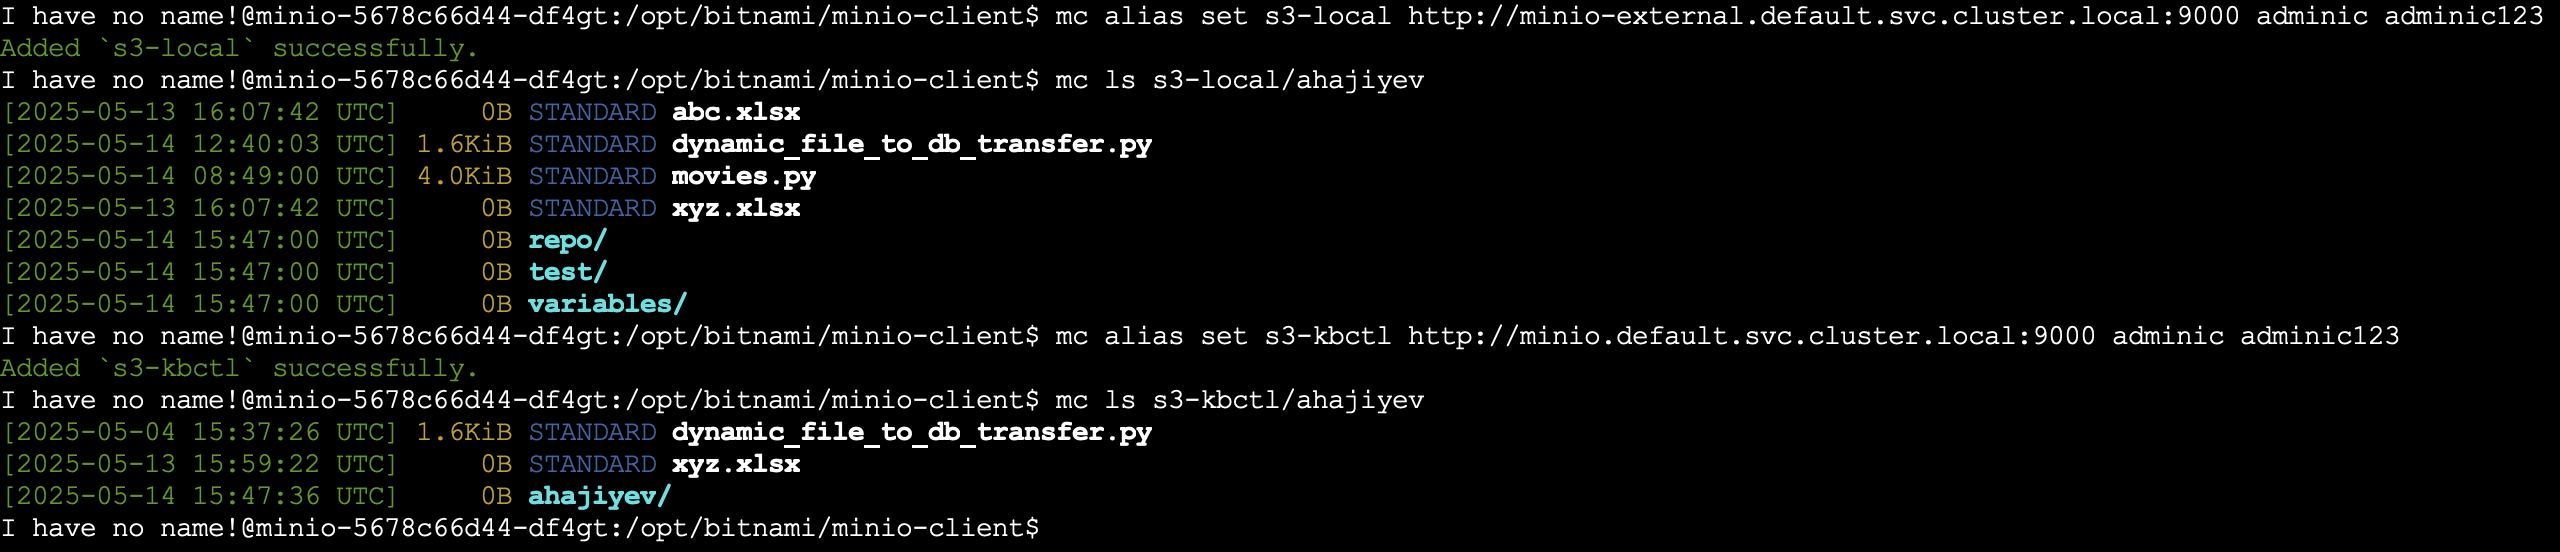 I have no name!@minio-5678c66d44-df4gt:/opt/bitnami/minio-client$ mc alias set s3-local http://minio-external.default.svc.cluster.local:9000 adminic adminic123
Added `s3-local` successfully.
I have no name!@minio-5678c66d44-df4gt:/opt/bitnami/minio-client$ mc ls s3-local/ahajiyev
[2025-05-13 16:07:42 UTC]     0B STANDARD abc.xlsx
[2025-05-14 12:40:03 UTC] 1.6KiB STANDARD dynamic_file_to_db_transfer.py
[2025-05-14 08:49:00 UTC] 4.0KiB STANDARD movies.py
[2025-05-13 16:07:42 UTC]     0B STANDARD xyz.xlsx
[2025-05-14 15:47:00 UTC]     0B repo/
[2025-05-14 15:47:00 UTC]     0B test/
[2025-05-14 15:47:00 UTC]     0B variables/
I have no name!@minio-5678c66d44-df4gt:/opt/bitnami/minio-client$ mc alias set s3-kbctl http://minio.default.svc.cluster.local:9000 adminic adminic123
Added `s3-kbctl` successfully.
I have no name!@minio-5678c66d44-df4gt:/opt/bitnami/minio-client$ mc ls s3-kbctl/ahajiyev
[2025-05-04 15:37:26 UTC] 1.6KiB STANDARD dynamic_file_to_db_transfer.py
[2025-05-13 15:59:22 UTC]     0B STANDARD xyz.xlsx
[2025-05-14 15:47:36 UTC]     0B ahajiyev/
I have no name!@minio-5678c66d44-df4gt:/opt/bitnami/minio-client$